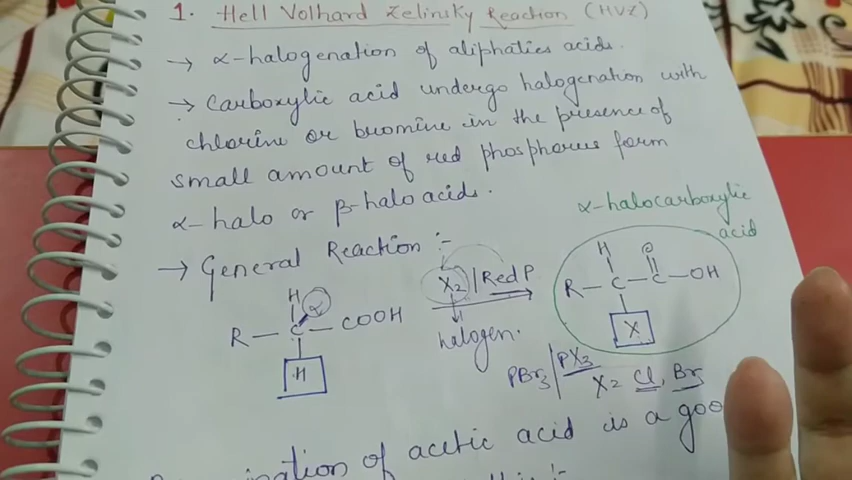 1. Hell Volhard Zelinsky Reaction (HVZ)
→ α-halogenation of aliphatics acids.
→ Carboxylic acid undergo halogenation with
chlorine or bromine in the presence of
small amount of red phosphorus form
α-halo or β-halo acids.
α-halocarboxylic
acid
→ General Reaction :-
H α
R - C - COOH
H
X2 / Red P
halogen.
H O
R - C - C - OH
X
PBr3 / PX3
X = Cl, Br
of acetic acid is a goo